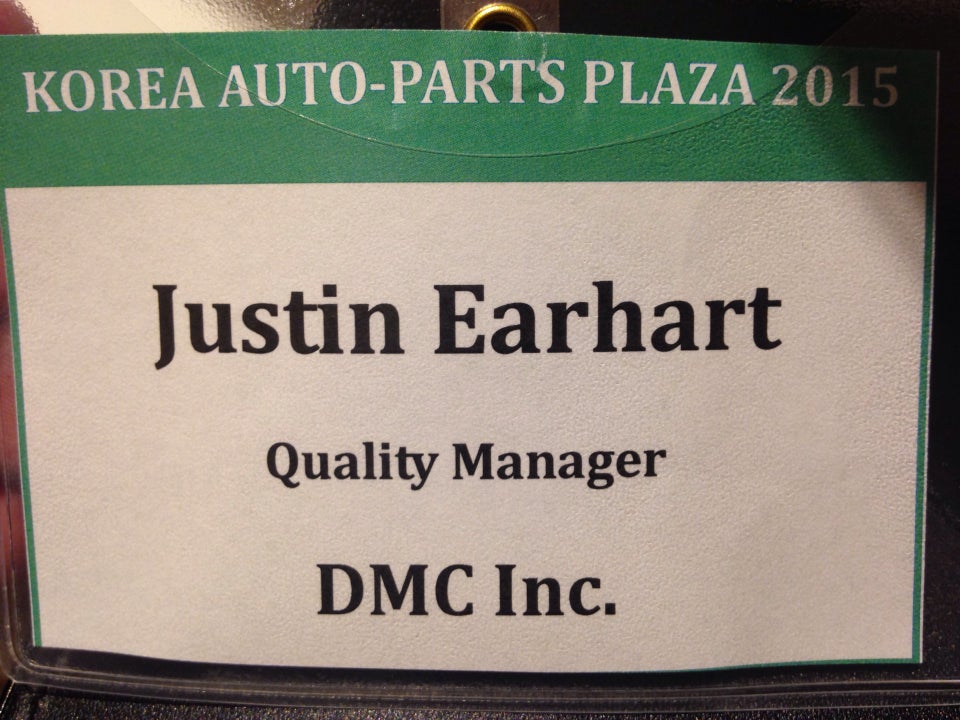 KOREA AUTO-PARTS PLAZA 2015
Justin Earhart
Quality Manager
DMC Inc.